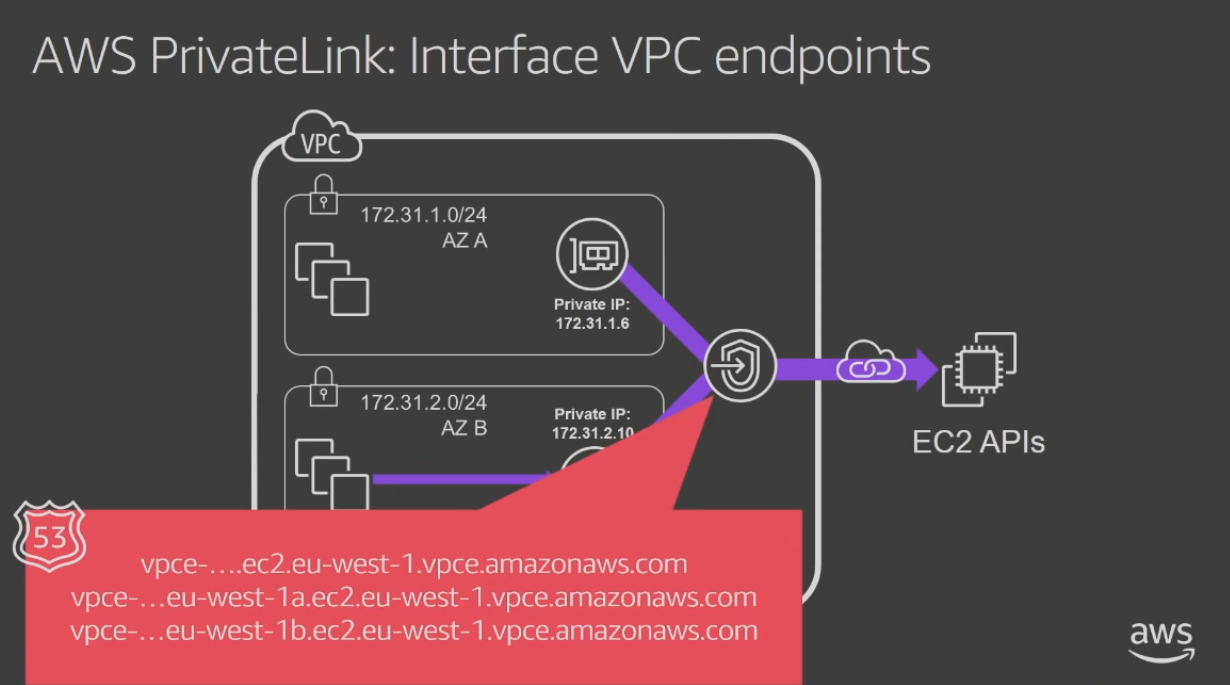 AWS PrivateLink: Interface VPC endpoints
VPC
172.31.1.0/24
AZ A
Private IP:
172.31.1.6
172.31.2.0/24
AZ B
Private IP:
172.31.2.10
EC2 APIs
53
vpce-....ec2.eu-west-1.vpce.amazonaws.com
vpce-...eu-west-1a.ec2.eu-west-1.vpce.amazonaws.com
vpce-...eu-west-1b.ec2.eu-west-1.vpce.amazonaws.com
aws